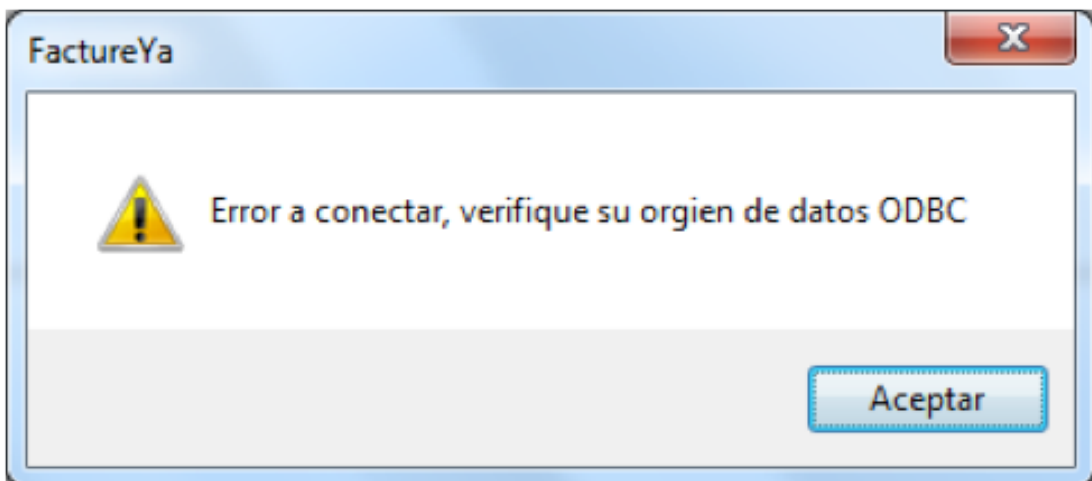 FactureYa
Error a conectar, verifique su orgien de datos ODBC
Aceptar